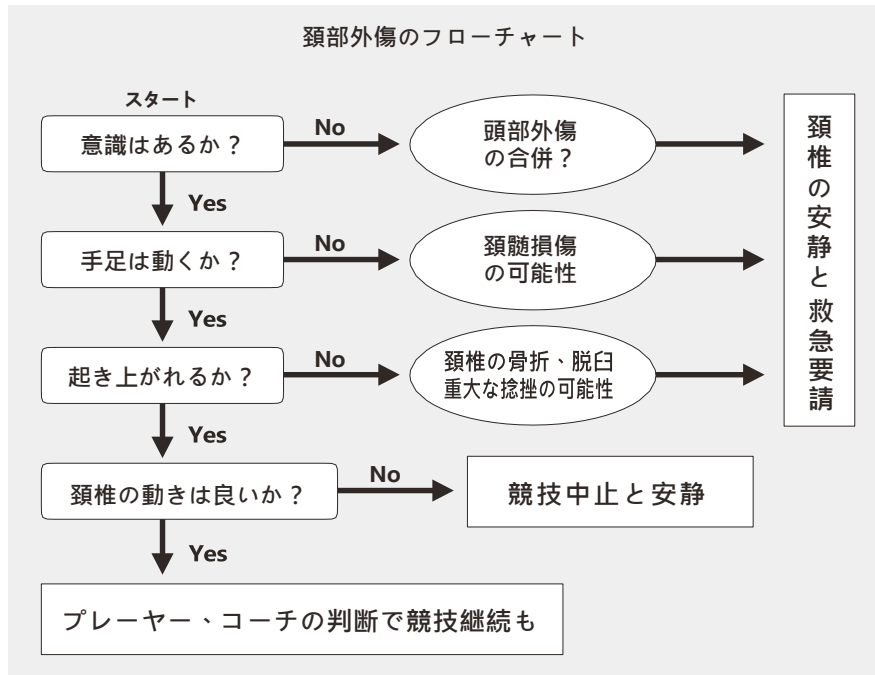 頚部外傷のフローチャート
スタート
意識はあるか？
No
頭部外傷
の合併？
Yes
手足は動くか？
No
頚髄損傷
の可能性
Yes
起き上がれるか？
No
頚椎の骨折、脱臼
重大な捻挫の可能性
頚椎の安静と救急要請
Yes
頚椎の動きは良いか？
No
競技中止と安静
Yes
プレーヤー、コーチの判断で競技継続も